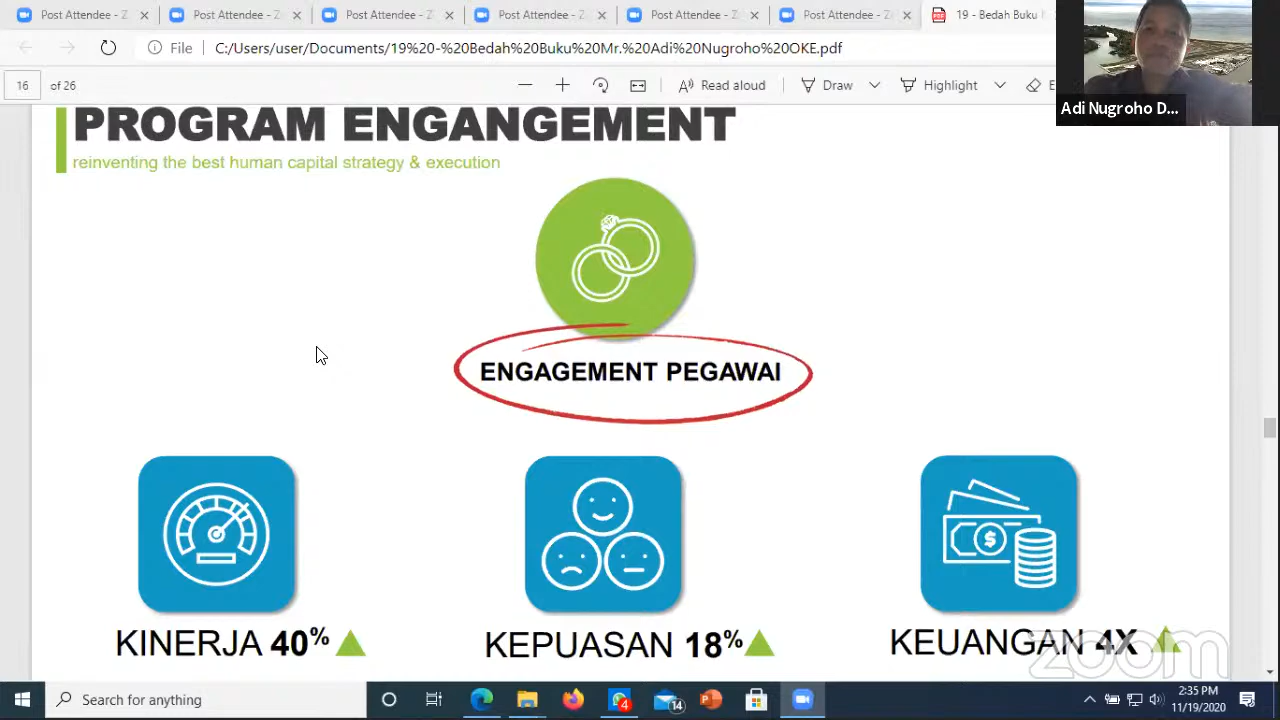 Post Attendee - Z
Post Attendee - Z
Post Attendee - Z
Post Attendee - Z
Post Attendee - Z
Post Attendee - Z
19 - Bedah Buku
File
C:/Users/user/Documents/19%20-%20Bedah%20Buku%20Mr.%20Adi%20Nugroho%20OKE.pdf
16 of 26
Read aloud
Draw
Highlight
Adi Nugroho D...
PROGRAM ENGANGEMENT
reinventing the best human capital strategy & execution
ENGAGEMENT PEGAWAI
KINERJA 40%
KEPUASAN 18%
KEUANGAN 4X
zoom
Search for anything
4
14
2:35 PM
11/19/2020